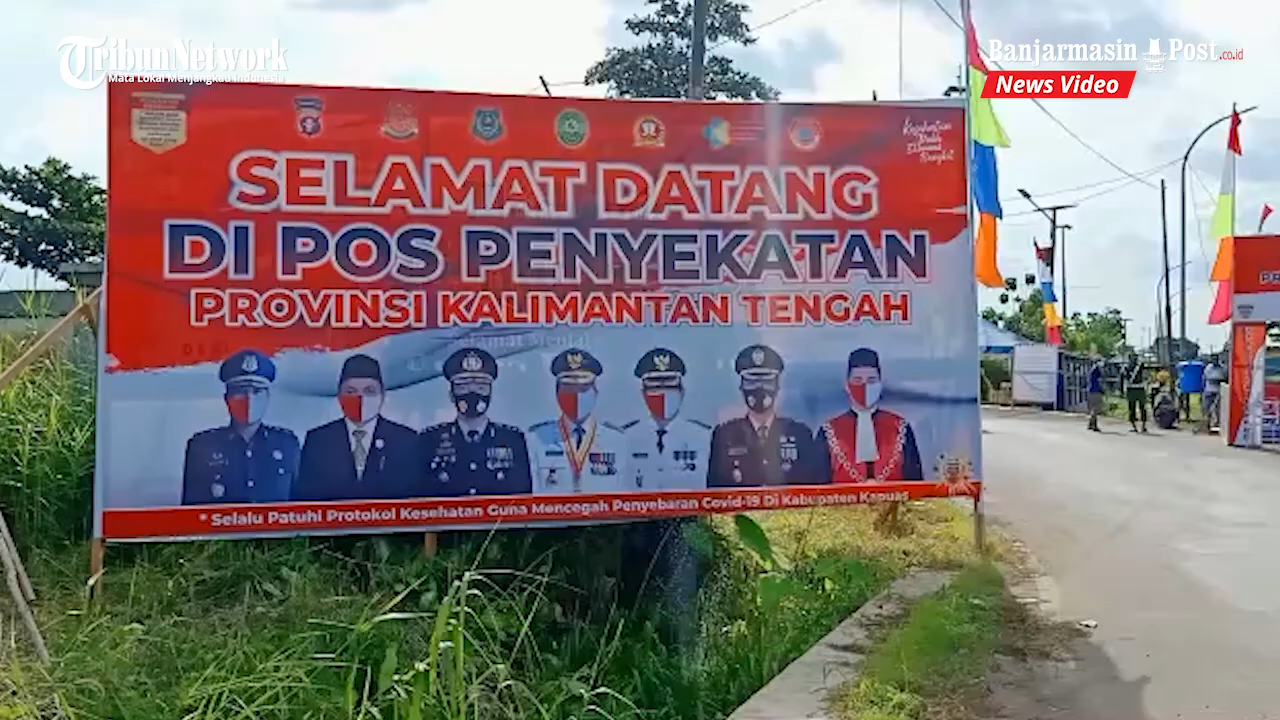 TribunNetwork
Mata Lokal Menjangkau Indonesia
Banjarmasin Post.co.id
News Video
SELAMAT DATANG
DI POS PENYEKATAN
PROVINSI KALIMANTAN TENGAH
* Selalu Patuhi Protokol Kesehatan Guna Mencegah Penyebaran Covid-19 Di Kabupaten Kapuas